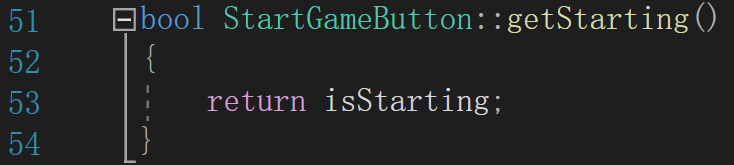 51 bool StartGameButton::getStarting()
52 {
53 return isStarting;
54 }